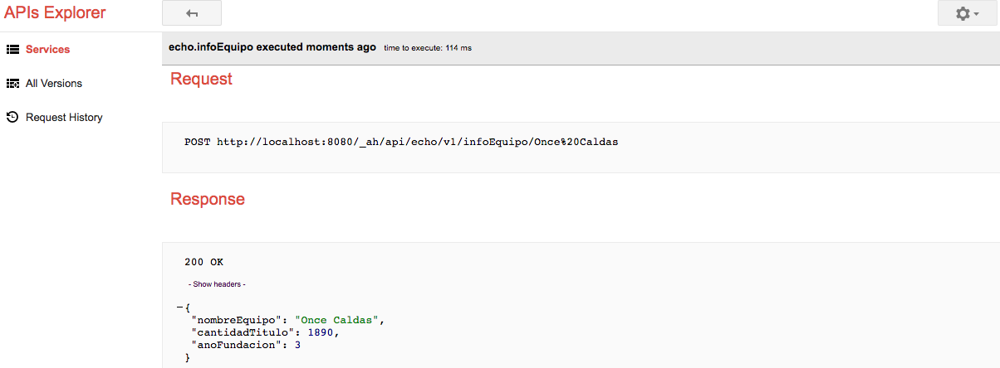 APIs Explorer
Services
All Versions
Request History
echo.infoEquipo executed moments ago time to execute: 114 ms
Request
POST http://localhost:8080/_ah/api/echo/v1/infoEquipo/Once%20Caldas
Response
200 OK
- Show headers -
{
"nombreEquipo": "Once Caldas",
"cantidadTitulo": 1890,
"anoFundacion": 3
}